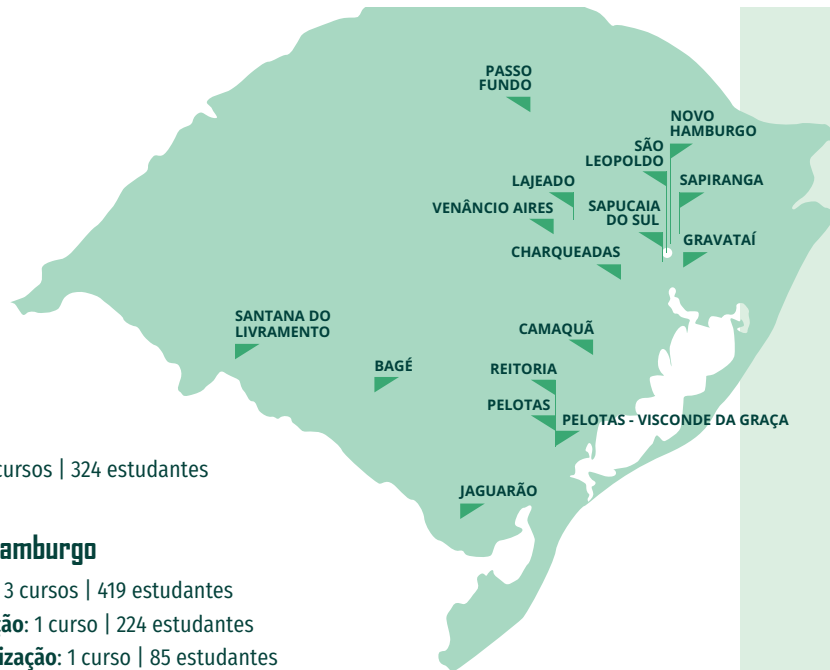 PASSO
FUNDO
NOVO
HAMBURGO
SÃO
LEOPOLDO
LAJEADO
SAPIRANGA
VENÂNCIO AIRES
SAPUCAIA
DO SUL
GRAVATAÍ
CHARQUEADAS
SANTANA DO
LIVRAMENTO
CAMAQUÃ
BAGÉ
REITORIA
PELOTAS
PELOTAS - VISCONDE DA GRAÇA
JAGUARÃO
cursos | 324 estudantes
amburgo
3 cursos | 419 estudantes
ção: 1 curso | 224 estudantes
ização: 1 curso | 85 estudantes